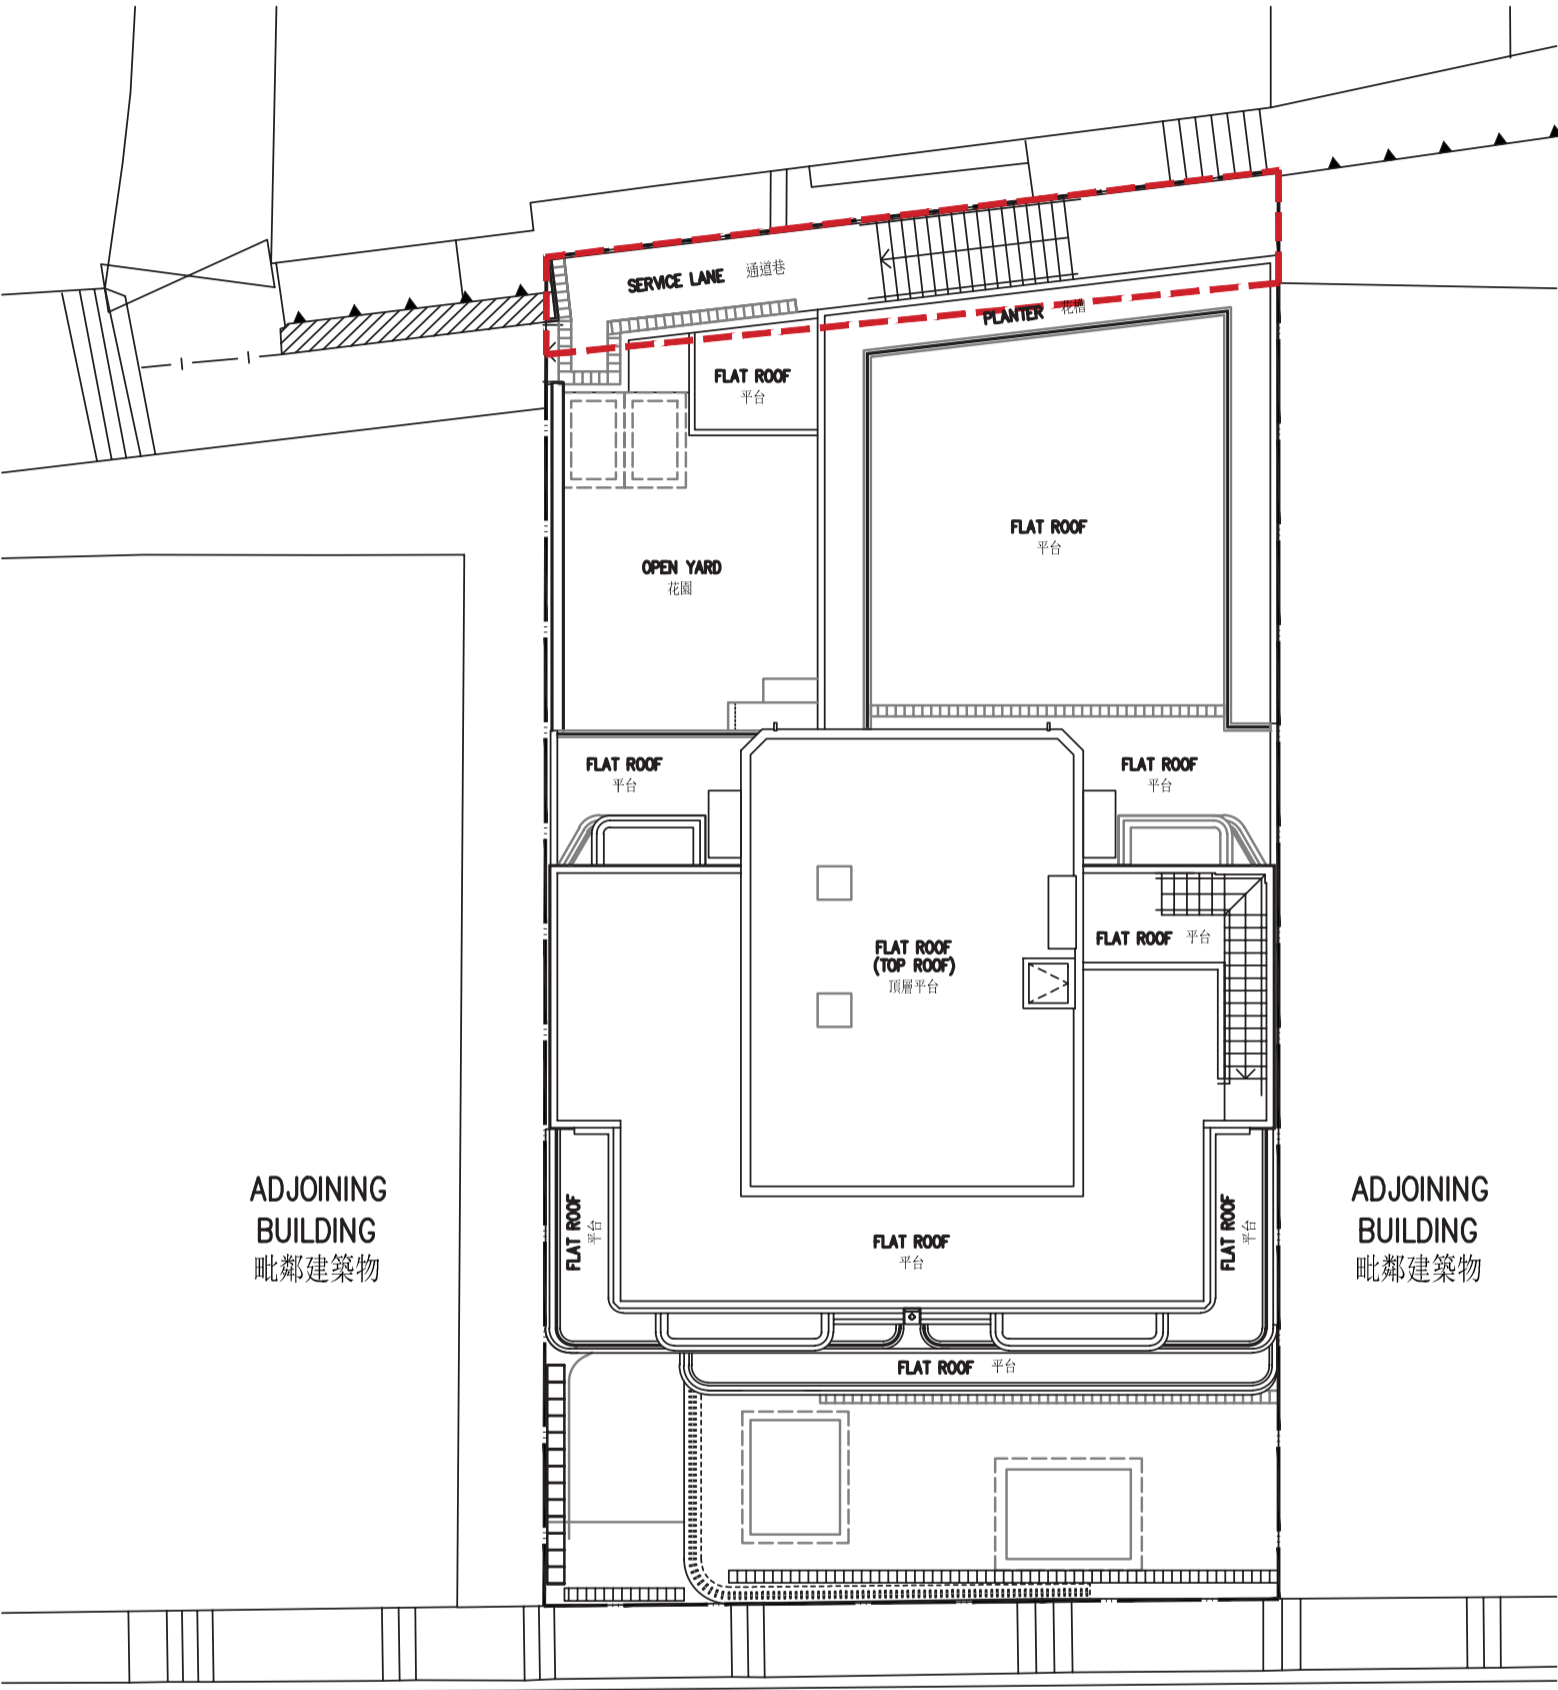 SERVICE LANE 通道巷
PLANTER 花槽
FLAT ROOF
平台
FLAT ROOF
平台
OPEN YARD
花園
FLAT ROOF
平台
FLAT ROOF
平台
FLAT ROOF 平台
FLAT ROOF
(TOP ROOF)
頂層平台
ADJOINING
BUILDING
毗鄰建築物
FLAT ROOF
平台
FLAT ROOF
平台
FLAT ROOF
平台
ADJOINING
BUILDING
毗鄰建築物
FLAT ROOF 平台